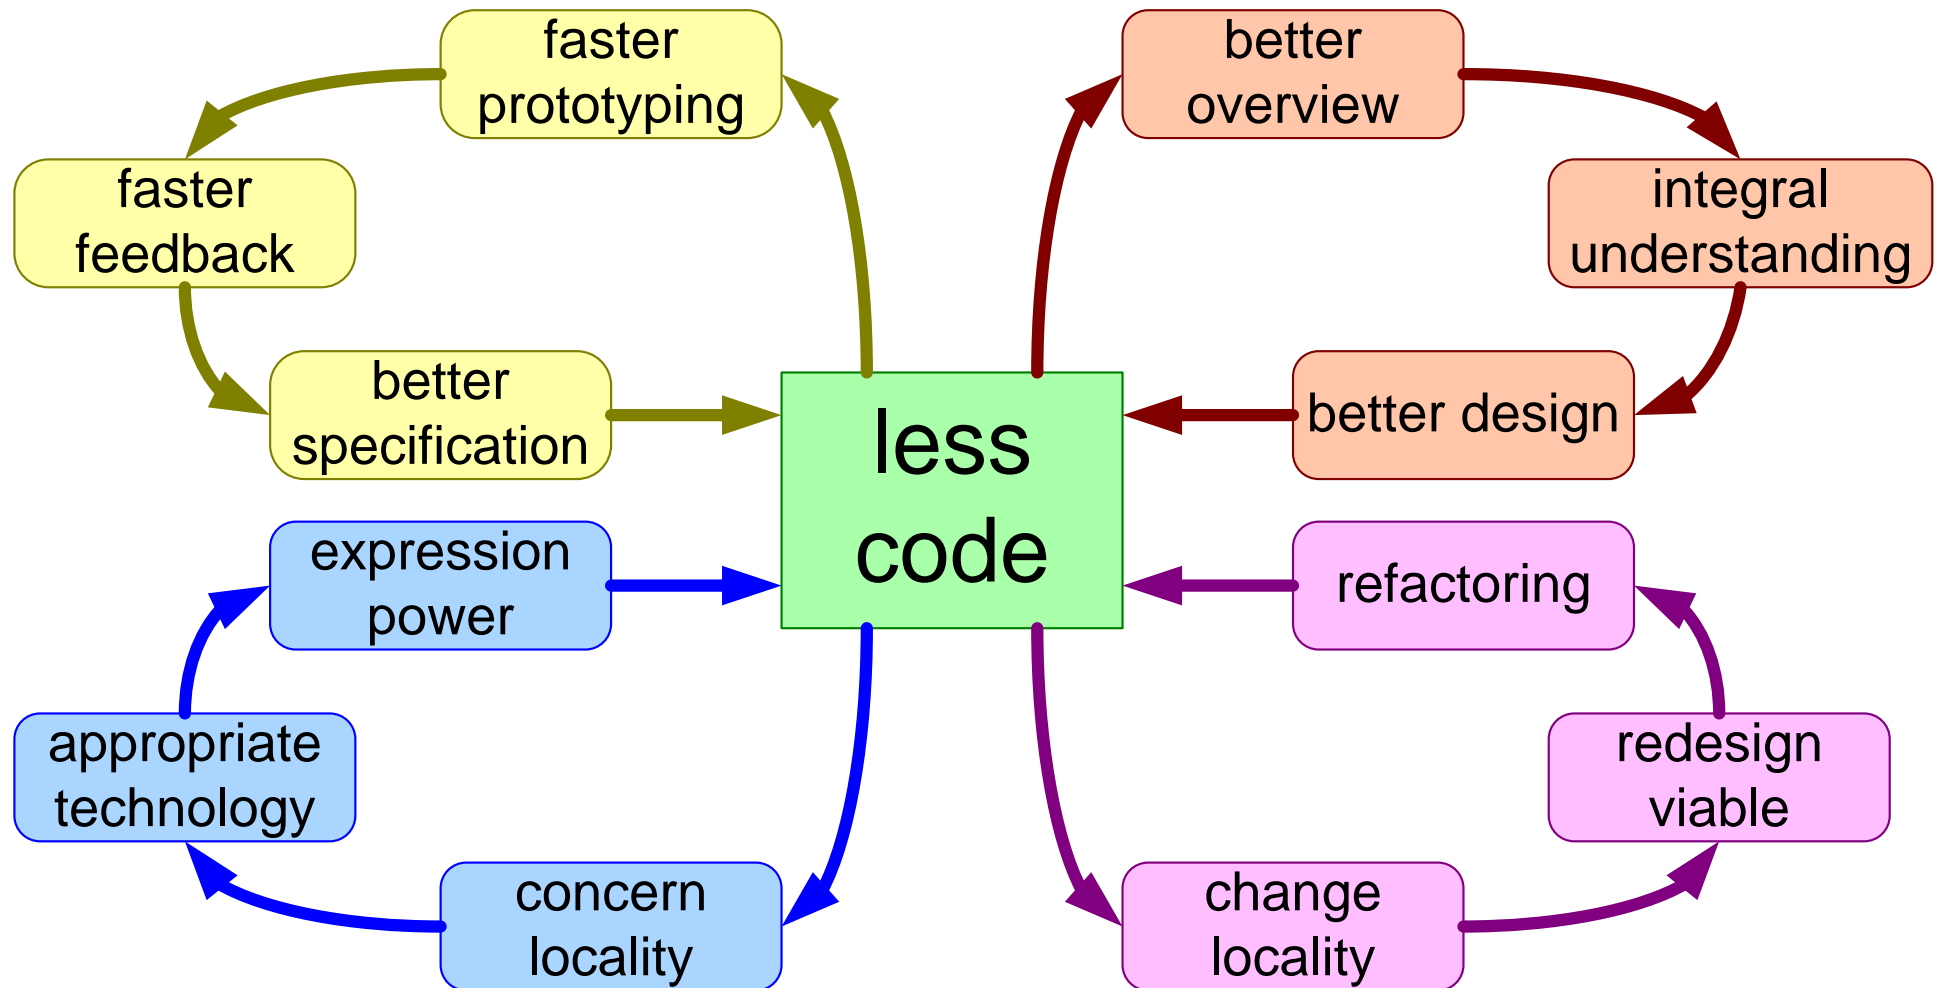 faster
prototyping
better
overview
faster
feedback
integral
understanding
better
specification
less
code
better design
expression
power
refactoring
appropriate
technology
redesign
viable
concern
locality
change
locality